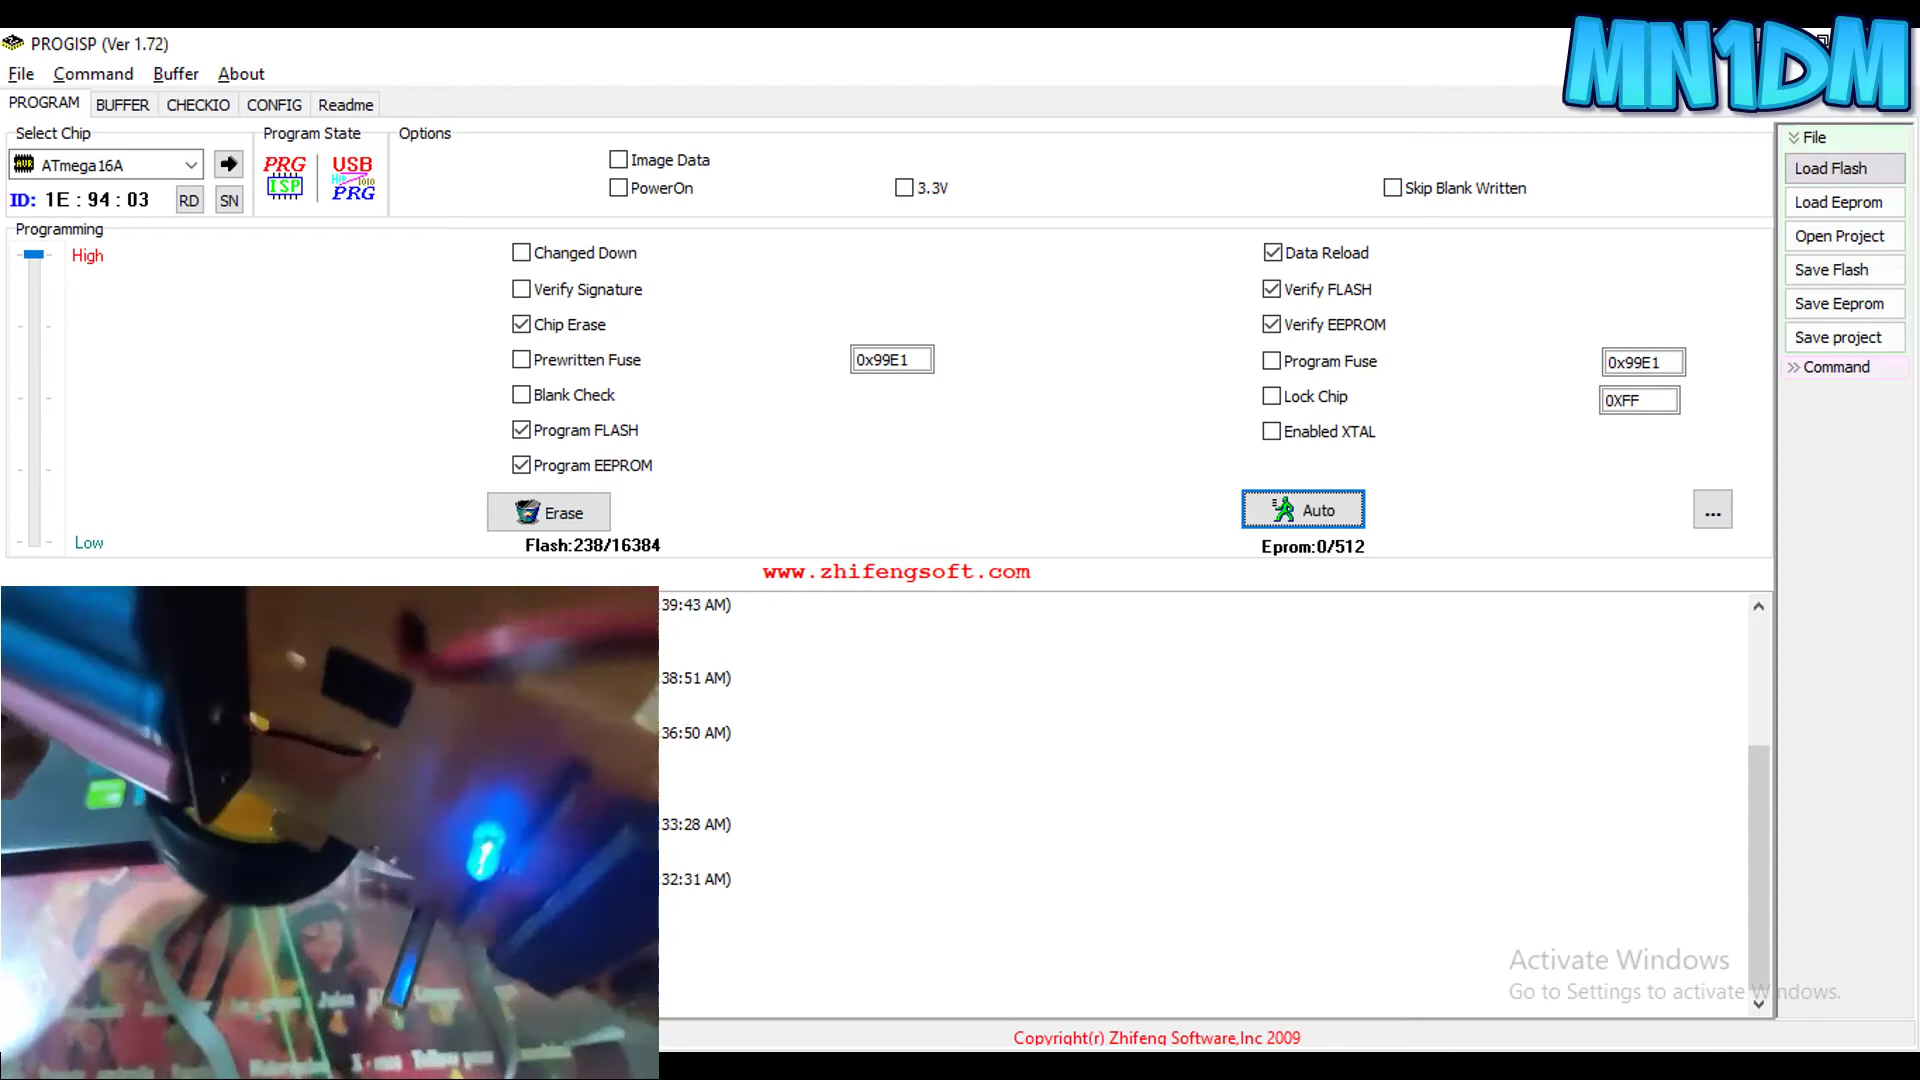 MN1DM
PROGISP (Ver 1.72)
File Command Buffer About
PROGRAM BUFFER CHECKIO CONFIG Readme
Select Chip
ATmega16A
ID: 1E : 94 : 03 RD SN
Program State
PRG ISP
USB PRG
Options
Image Data
PowerOn 3.3V Skip Blank Written
Programming
High
Low
Changed Down
Verify Signature
Chip Erase
Prewritten Fuse 0x99E1
Blank Check
Program FLASH
Program EEPROM
Erase
Flash:238/16384
Data Reload
Verify FLASH
Verify EEPROM
Program Fuse 0x99E1
Lock Chip 0XFF
Enabled XTAL
Auto ...
Eprom:0/512
www.zhifengsoft.com
:39:43 AM)
:38:51 AM)
:36:50 AM)
:33:28 AM)
:32:31 AM)
File
Load Flash
Load Eeprom
Open Project
Save Flash
Save Eeprom
Save project
Command
Activate Windows
Go to Settings to activate Windows.
Copyright(r) Zhifeng Software,Inc 2009